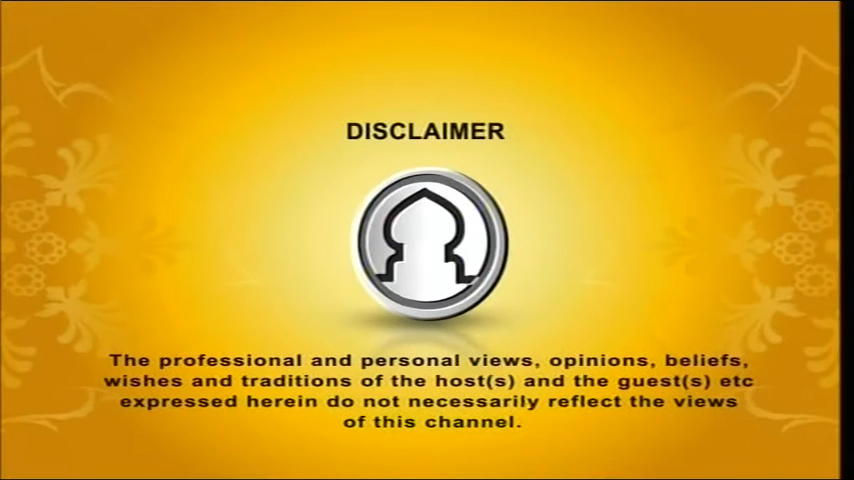 DISCLAIMER
The professional and personal views, opinions, beliefs,
wishes and traditions of the host(s) and the guest(s) etc
expressed herein do not necessarily reflect the views
of this channel.